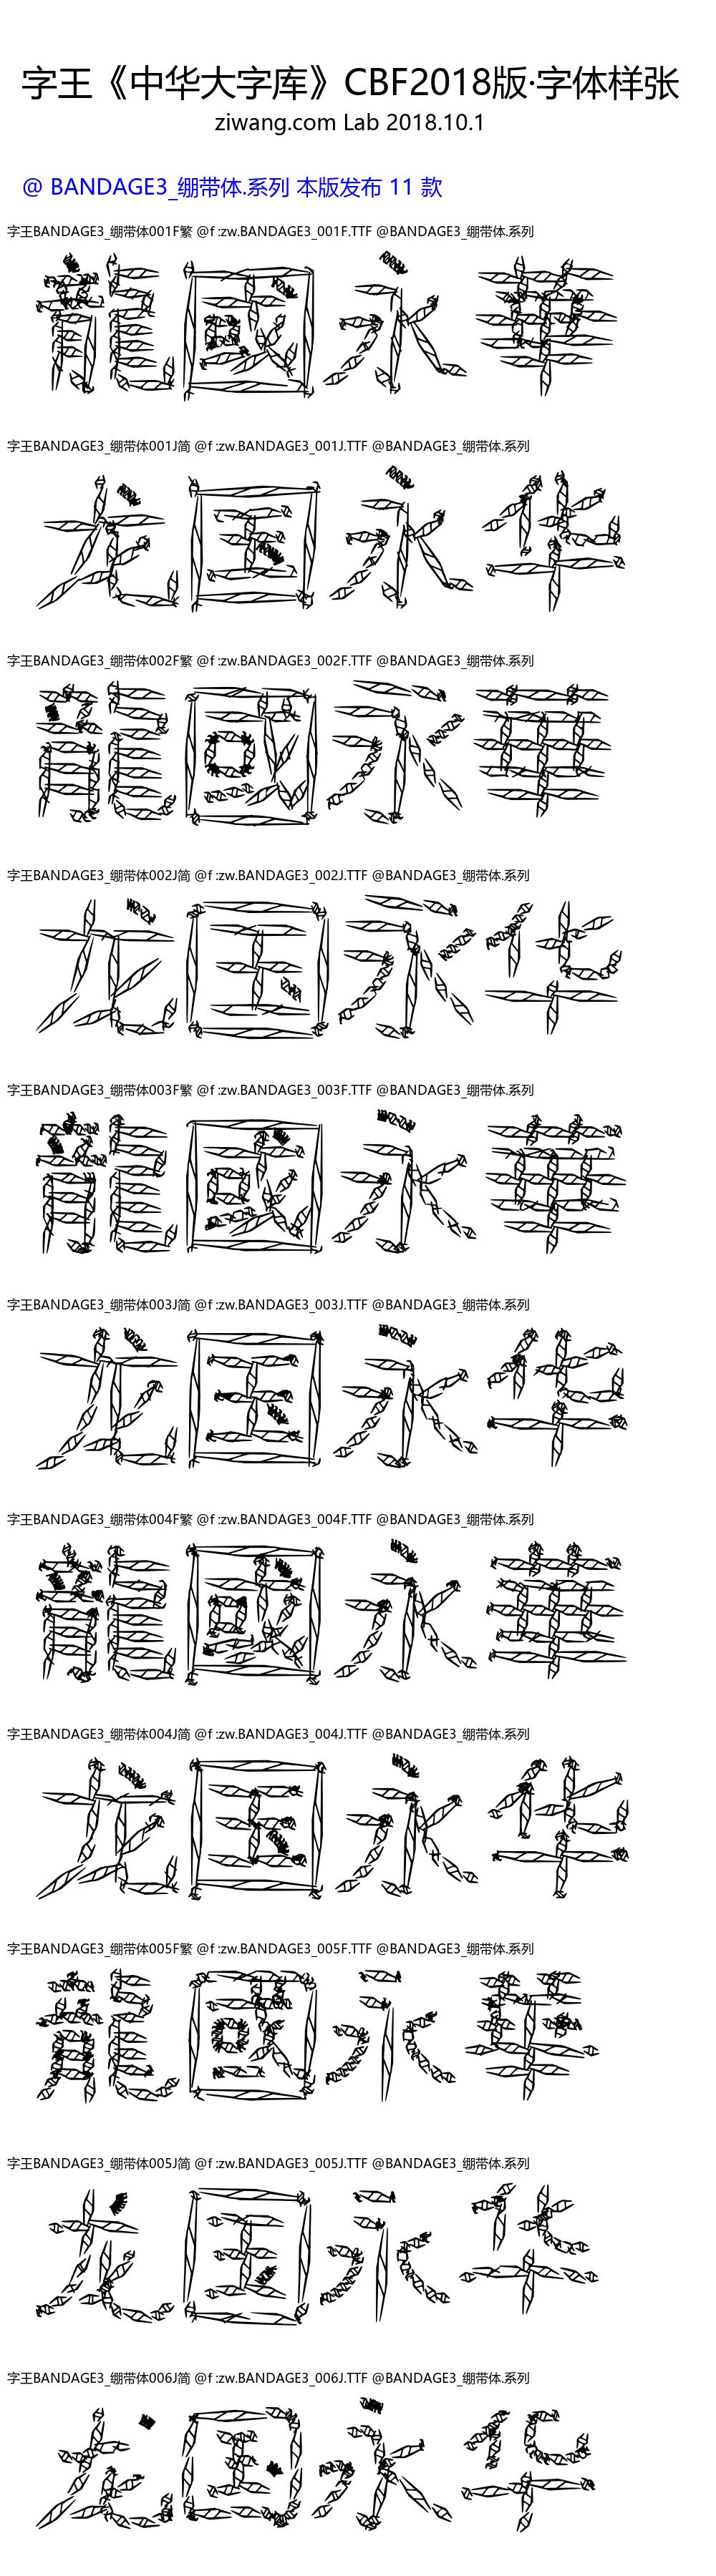 字王《中华大字库》CBF2018版·字体样张
ziwang.com Lab 2018.10.1
@ BANDAGE3_绷带体.系列 本版发布 11 款
字王BANDAGE3_绷带体001F繁 @f :zw.BANDAGE3_001F.TTF @BANDAGE3_绷带体.系列
龍國永華
字王BANDAGE3_绷带体001J简 @f :zw.BANDAGE3_001J.TTF @BANDAGE3_绷带体.系列
龙国永华
字王BANDAGE3_绷带体002F繁 @f :zw.BANDAGE3_002F.TTF @BANDAGE3_绷带体.系列
龍國永華
字王BANDAGE3_绷带体002J简 @f :zw.BANDAGE3_002J.TTF @BANDAGE3_绷带体.系列
龙国永华
字王BANDAGE3_绷带体003F繁 @f :zw.BANDAGE3_003F.TTF @BANDAGE3_绷带体.系列
龍國永華
字王BANDAGE3_绷带体003J简 @f :zw.BANDAGE3_003J.TTF @BANDAGE3_绷带体.系列
龙国永华
字王BANDAGE3_绷带体004F繁 @f :zw.BANDAGE3_004F.TTF @BANDAGE3_绷带体.系列
龍國永華
字王BANDAGE3_绷带体004J简 @f :zw.BANDAGE3_004J.TTF @BANDAGE3_绷带体.系列
龙国永华
字王BANDAGE3_绷带体005F繁 @f :zw.BANDAGE3_005F.TTF @BANDAGE3_绷带体.系列
龍國永華
字王BANDAGE3_绷带体005J简 @f :zw.BANDAGE3_005J.TTF @BANDAGE3_绷带体.系列
龙国永华
字王BANDAGE3_绷带体006J简 @f :zw.BANDAGE3_006J.TTF @BANDAGE3_绷带体.系列
龙国永华